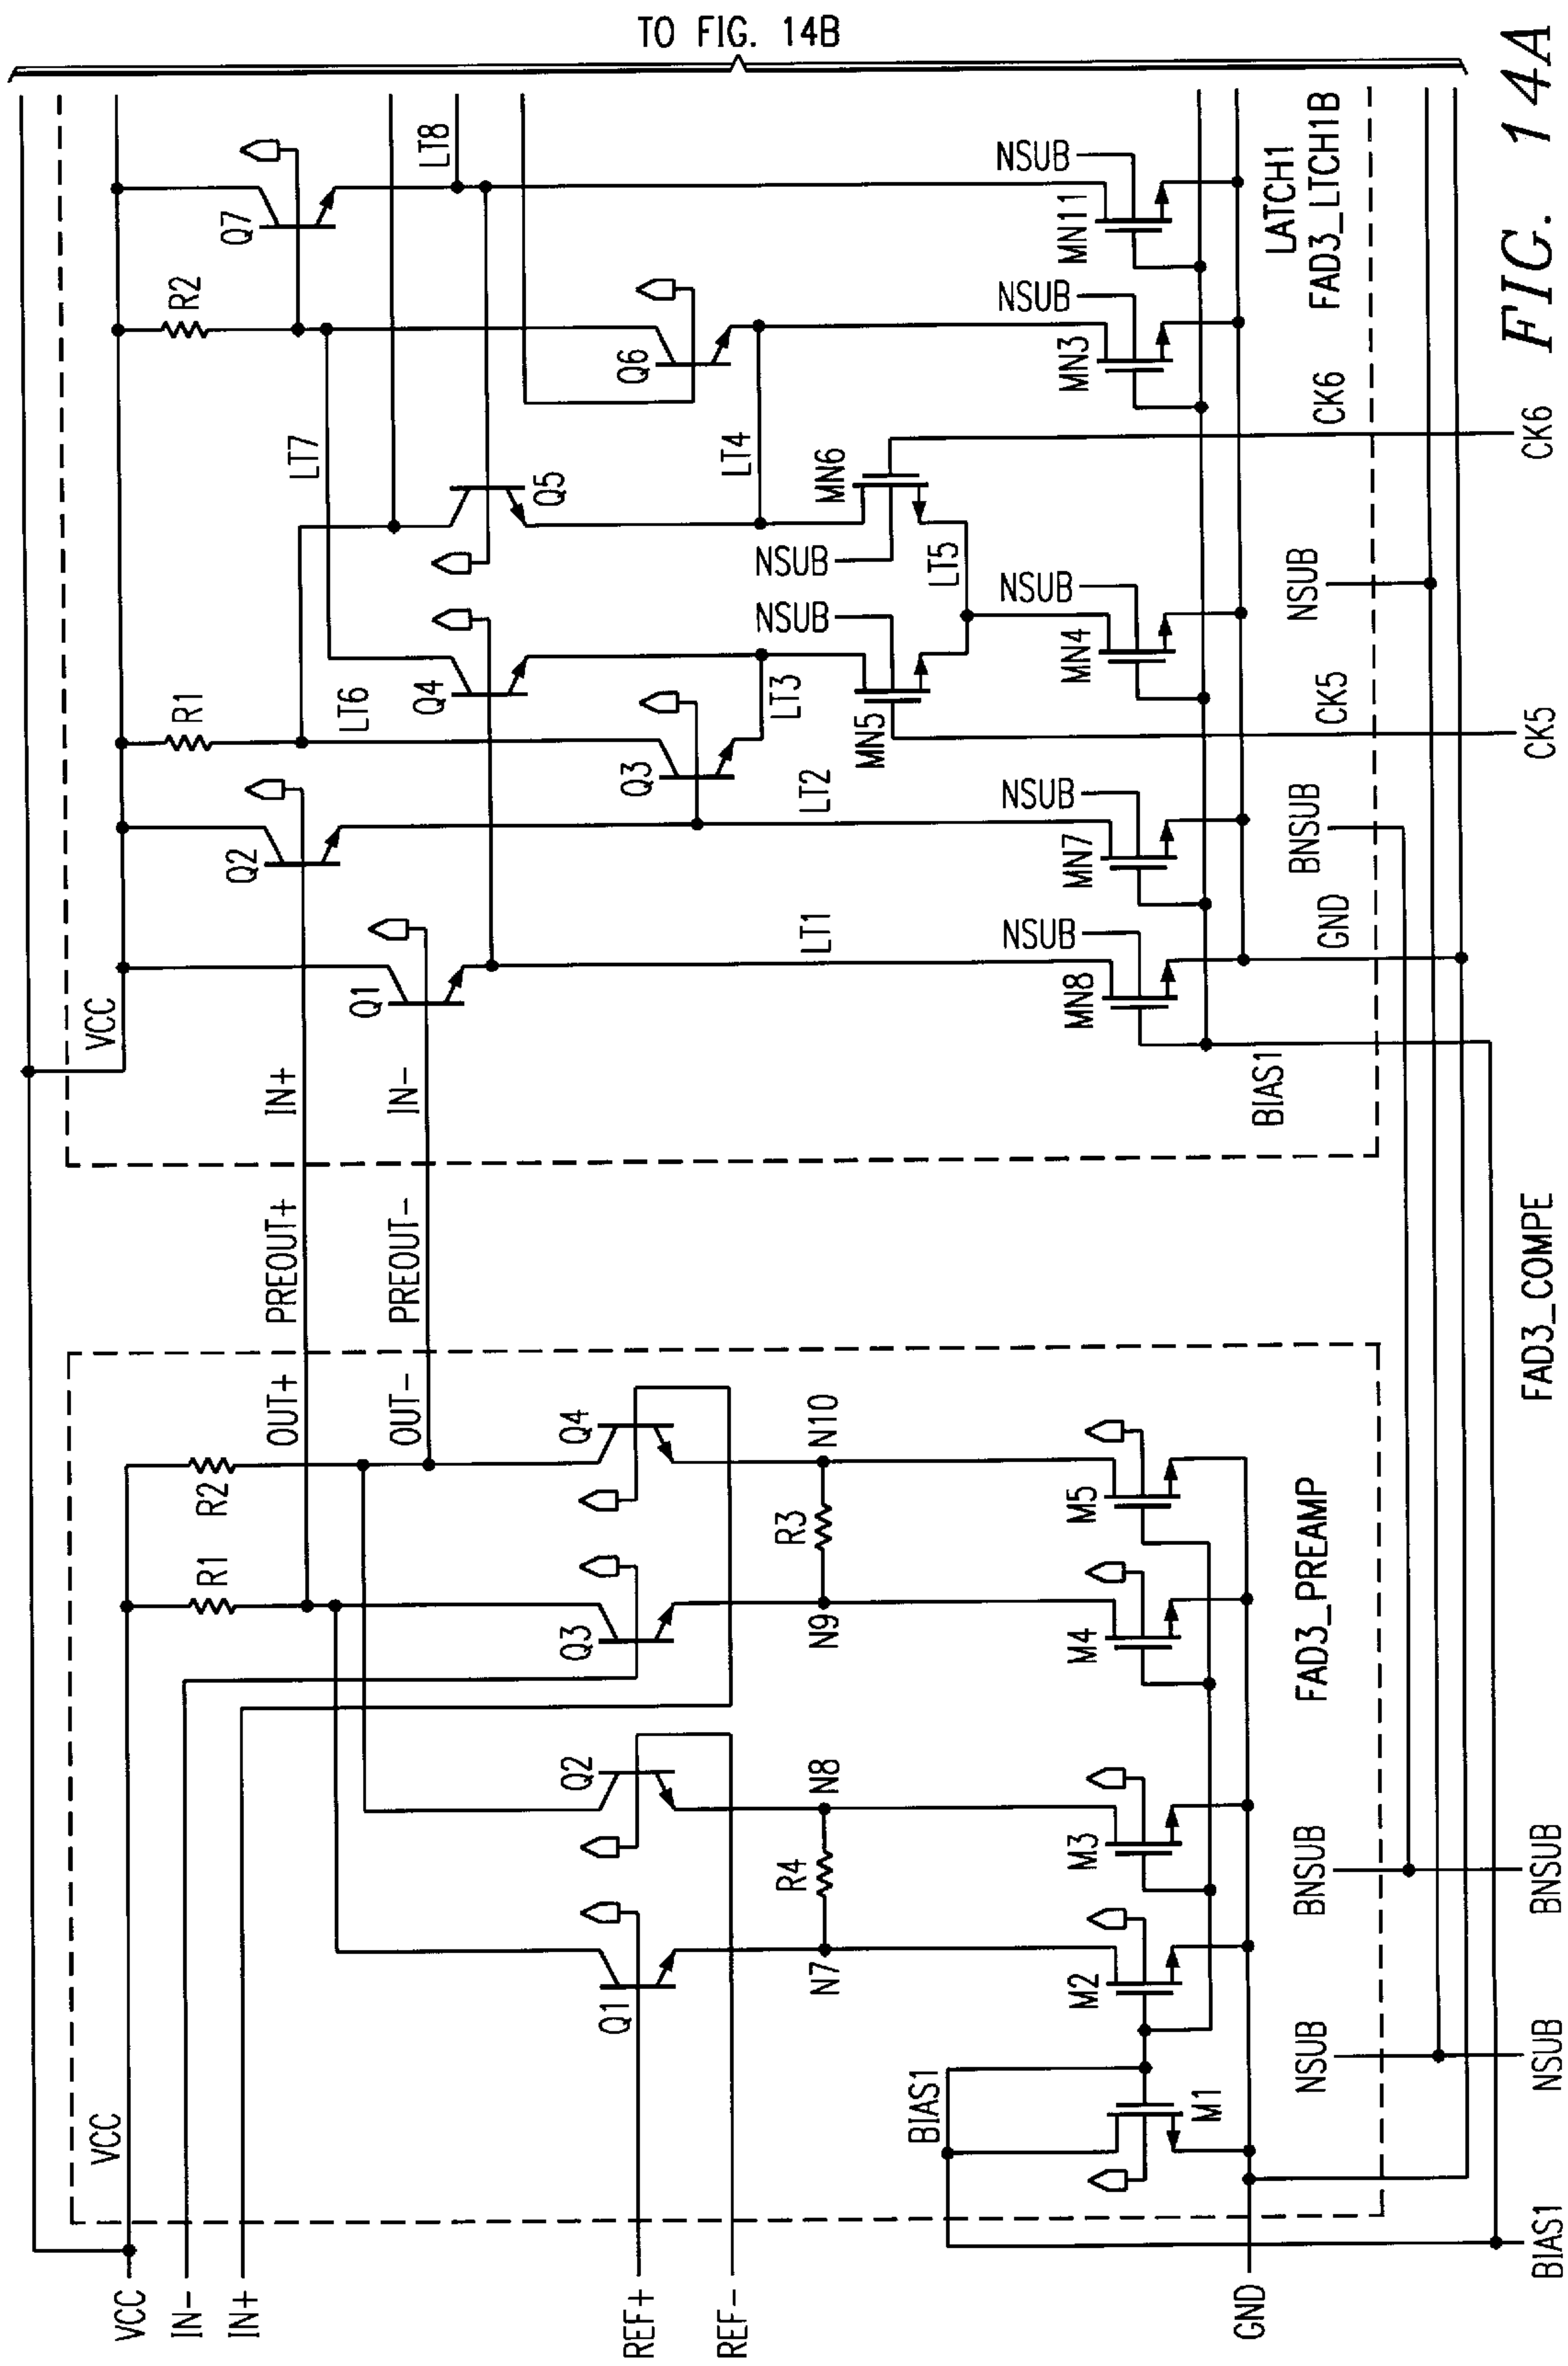 TO FIG. 14B
VCC
IN-
IN+
REF+
REF-
GND
VCC
R1
R2
OUT+
OUT-
PREOUT+
PREOUT-
Q1
Q2
Q3
Q4
N7
R4
N8
N9
R3
N10
BIAS1
M1
M2
M3
M4
M5
NSUB
BNSUB
FAD3_PREAMP
BIAS1
NSUB
BNSUB
FAD3_COMPE
IN+
IN-
VCC
Q1
Q2
R1
LT6
Q3
Q4
LT7
Q5
R2
Q6
Q7
LT8
LT1
LT2
LT3
LT4
MN5
NSUB
NSUB
MN6
LT5
NSUB
MN8
NSUB
MN7
NSUB
MN4
NSUB
MN3
NSUB
MN11
BIAS1
GND
BNSUB
CK5
NSUB
CK6
LATCH1
FAD3_LTCH1B
CK5
CK6
FIG. 14A